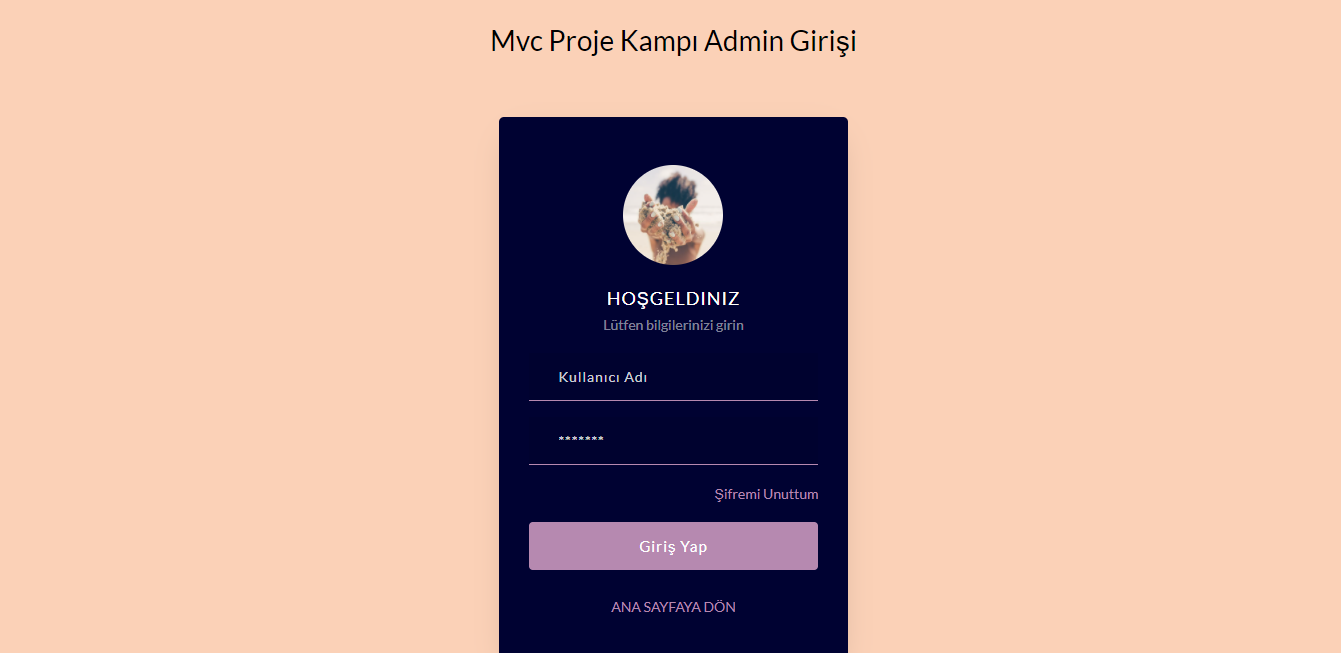 Mvc Proje Kampı Admin Girişi
HOŞGELDINIZ
Lütfen bilgilerinizi girin
Kullanıcı Adı
*******
Şifremi Unuttum
Giriş Yap
ANA SAYFAYA DÖN